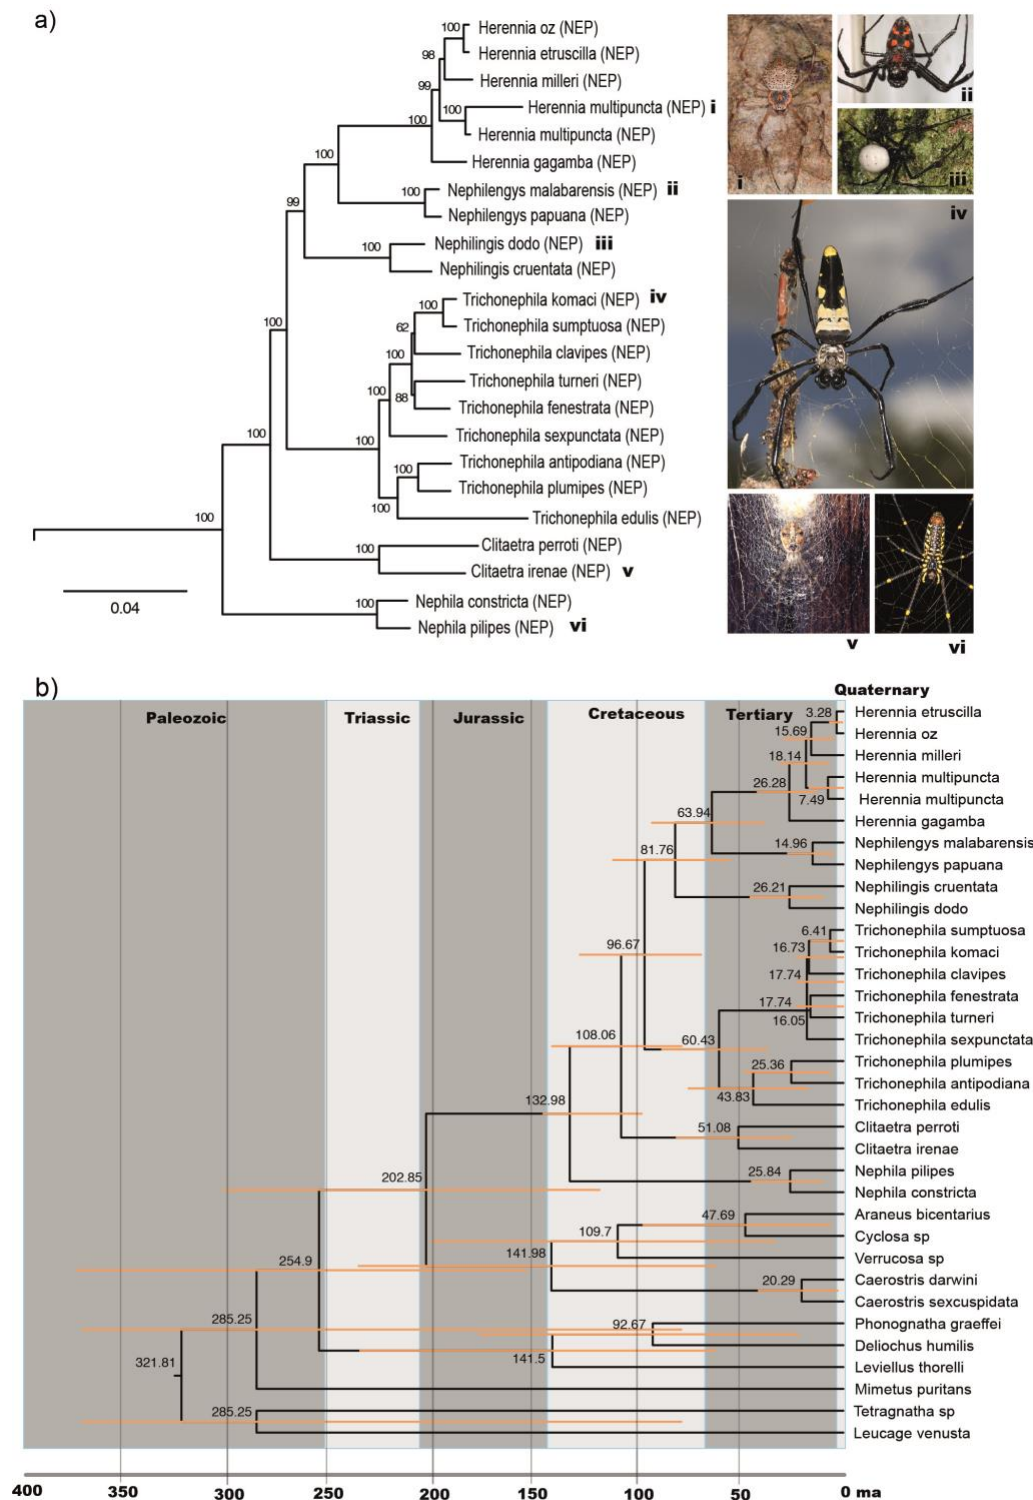 a)
100
Herennia oz (NEP)
98
Herennia etruscilla (NEP)
99
Herennia milleri (NEP)
100
Herennia multipuncta (NEP) i
100
Herennia multipuncta (NEP)
Herennia gagamba (NEP)
100
100
Nephilengys malabarensis (NEP) ii
Nephilengys papuana (NEP)
99
100
Nephilingis dodo (NEP) iii
Nephilingis cruentata (NEP)
100
100
Trichonephila komaci (NEP) iv
62
Trichonephila sumptuosa (NEP)
100
Trichonephila clavipes (NEP)
100
Trichonephila turneri (NEP)
88
Trichonephila fenestrata (NEP)
100
Trichonephila sexpunctata (NEP)
100
100
Trichonephila antipodiana (NEP)
Trichonephila plumipes (NEP)
100
Trichonephila edulis (NEP)
100
100
Clitaetra perroti (NEP)
Clitaetra irenae (NEP) v
100
Nephila constricta (NEP)
Nephila pilipes (NEP) vi
0.04
i
ii
iii
iv
v
vi
b)
Quaternary
Paleozoic
Triassic
Jurassic
Cretaceous
Tertiary
3.28
Herennia etruscilla
15.69
Herennia oz
18.14
Herennia milleri
26.28
Herennia multipuncta
7.49
Herennia multipuncta
63.94
Herennia gagamba
14.96
Nephilengys malabarensis
81.76
Nephilengys papuana
26.21
Nephilingis cruentata
Nephilingis dodo
6.41
Trichonephila sumptuosa
96.67
16.73
Trichonephila komaci
17.74
Trichonephila clavipes
17.74
Trichonephila fenestrata
16.05
Trichonephila turneri
108.06
60.43
Trichonephila sexpunctata
25.36
Trichonephila plumipes
Trichonephila antipodiana
132.98
43.83
Trichonephila edulis
51.08
Clitaetra perroti
Clitaetra irenae
202.85
25.84
Nephila pilipes
Nephila constricta
47.69
Araneus bicentarius
109.7
Cyclosa sp
254.9
141.98
Verrucosa sp
20.29
Caerostris darwini
Caerostris sexcuspidata
285.25
92.67
Phonognatha graeffei
Deliochus humilis
321.81
141.5
Leviellus thorelli
Mimetus puritans
285.25
Tetragnatha sp
Leucage venusta
400
350
300
250
200
150
100
50
0 ma